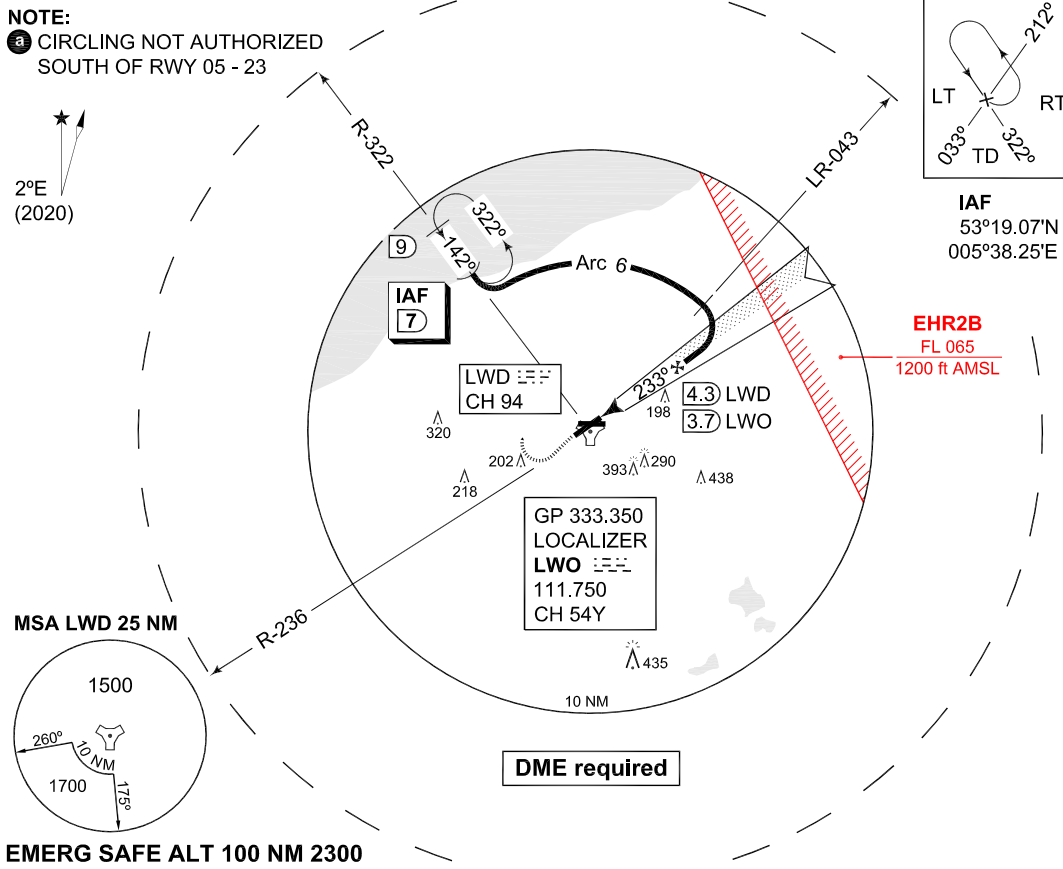 NOTE:
a CIRCLING NOT AUTHORIZED
SOUTH OF RWY 05 - 23
2ºE
(2020)
R-322
LR-043
212º
LT
RT
033º
TD
322º
IAF
53º19.07'N
005º38.25'E
322º
142º
9
IAF
7
Arc 6
EHR2B
FL 065
1200 ft AMSL
LWD
CH 94
233º
4.3 LWD
3.7 LWO
198
320
202
218
393
290
438
GP 333.350
LOCALIZER
LWO
111.750
CH 54Y
R-236
435
10 NM
MSA LWD 25 NM
1500
260º
10 NM
1700
175º
DME required
EMERG SAFE ALT 100 NM 2300